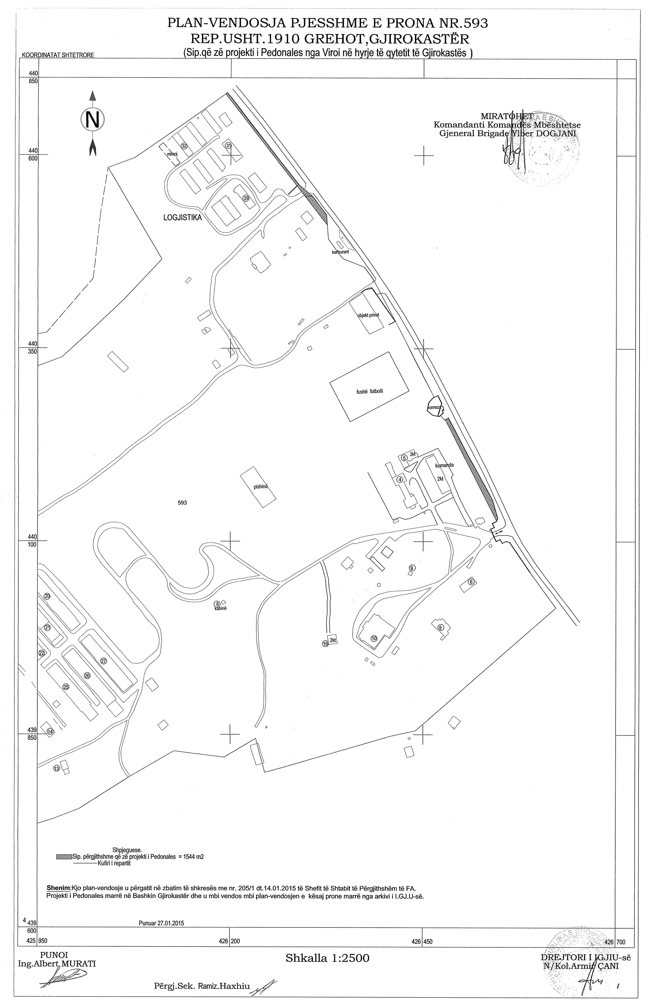 PLAN-VENDOSJA PJESSHME E PRONA NR.593
REP.USHT.1910 GREHOT,GJIROKASTËR
(Sip.që zë projekti i Pedonales nga Viroi në hyrje të qytetit të Gjirokastës )
KOORDINATAT SHTETRORE
440
850
N
MIRATOHET
Komandanti Komandës Mbështetse
Gjeneral Brigade Ylber DOGJANI
440
600
32
31
rrenoj
29
LOGJISTIKA
karburant
objekt privat
440
350
fushë futbolli
varreza
5
2kt
komanda
4
2kt
pishinë
593
440
100
9
6
20
8
kabinë
21
9
10
19
2kt
22
27
26
25
14
439
850
13
Shpjeguese.
Sip. përgjithshme që zë projekti i Pedonales = 1544 m2
Kufiri i repartit
Shenim:Kjo plan-vendosje u përgatit në zbatim të shkresës me nr. 205/1 dt.14.01.2015 të Shefit të Shtabit të Përgjithshëm të FA.
Projekti i Pedonales marrë në Bashkin Gjirokastër dhe u mbi vendos mbi plan-vendosjen e kësaj prone marrë nga arkivi i I.GJ.U-së.
4 439
600
Punuar 27.01.2015
425 950
426 200
426 450
426 700
PUNOI
Ing.Albert MURATI
Shkalla 1:2500
DREJTORI I IGJIU-së
N/Kol.Armir ÇANI
Përgj.Sek. Ramiz.Haxhiu